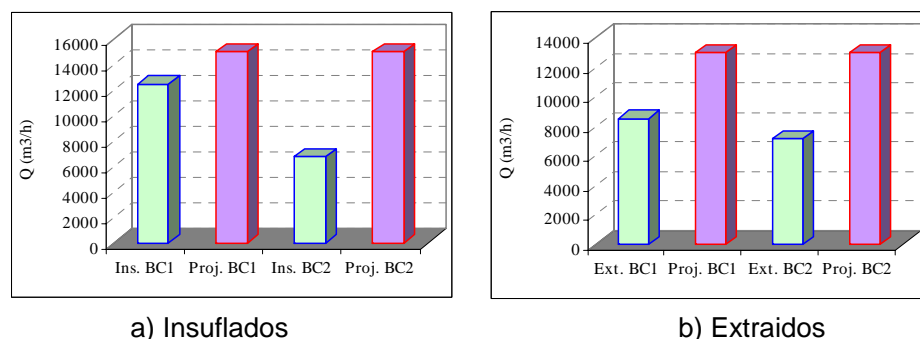 Q (m3/h)
16000
14000
12000
10000
8000
6000
4000
2000
0
Ins. BC1 Proj. BC1 Ins. BC2 Proj. BC2
a) Insuflados
Q (m3/h)
14000
12000
10000
8000
6000
4000
2000
0
Ext. BC1 Proj. BC1 Ext. BC2 Proj. BC2
b) Extraidos